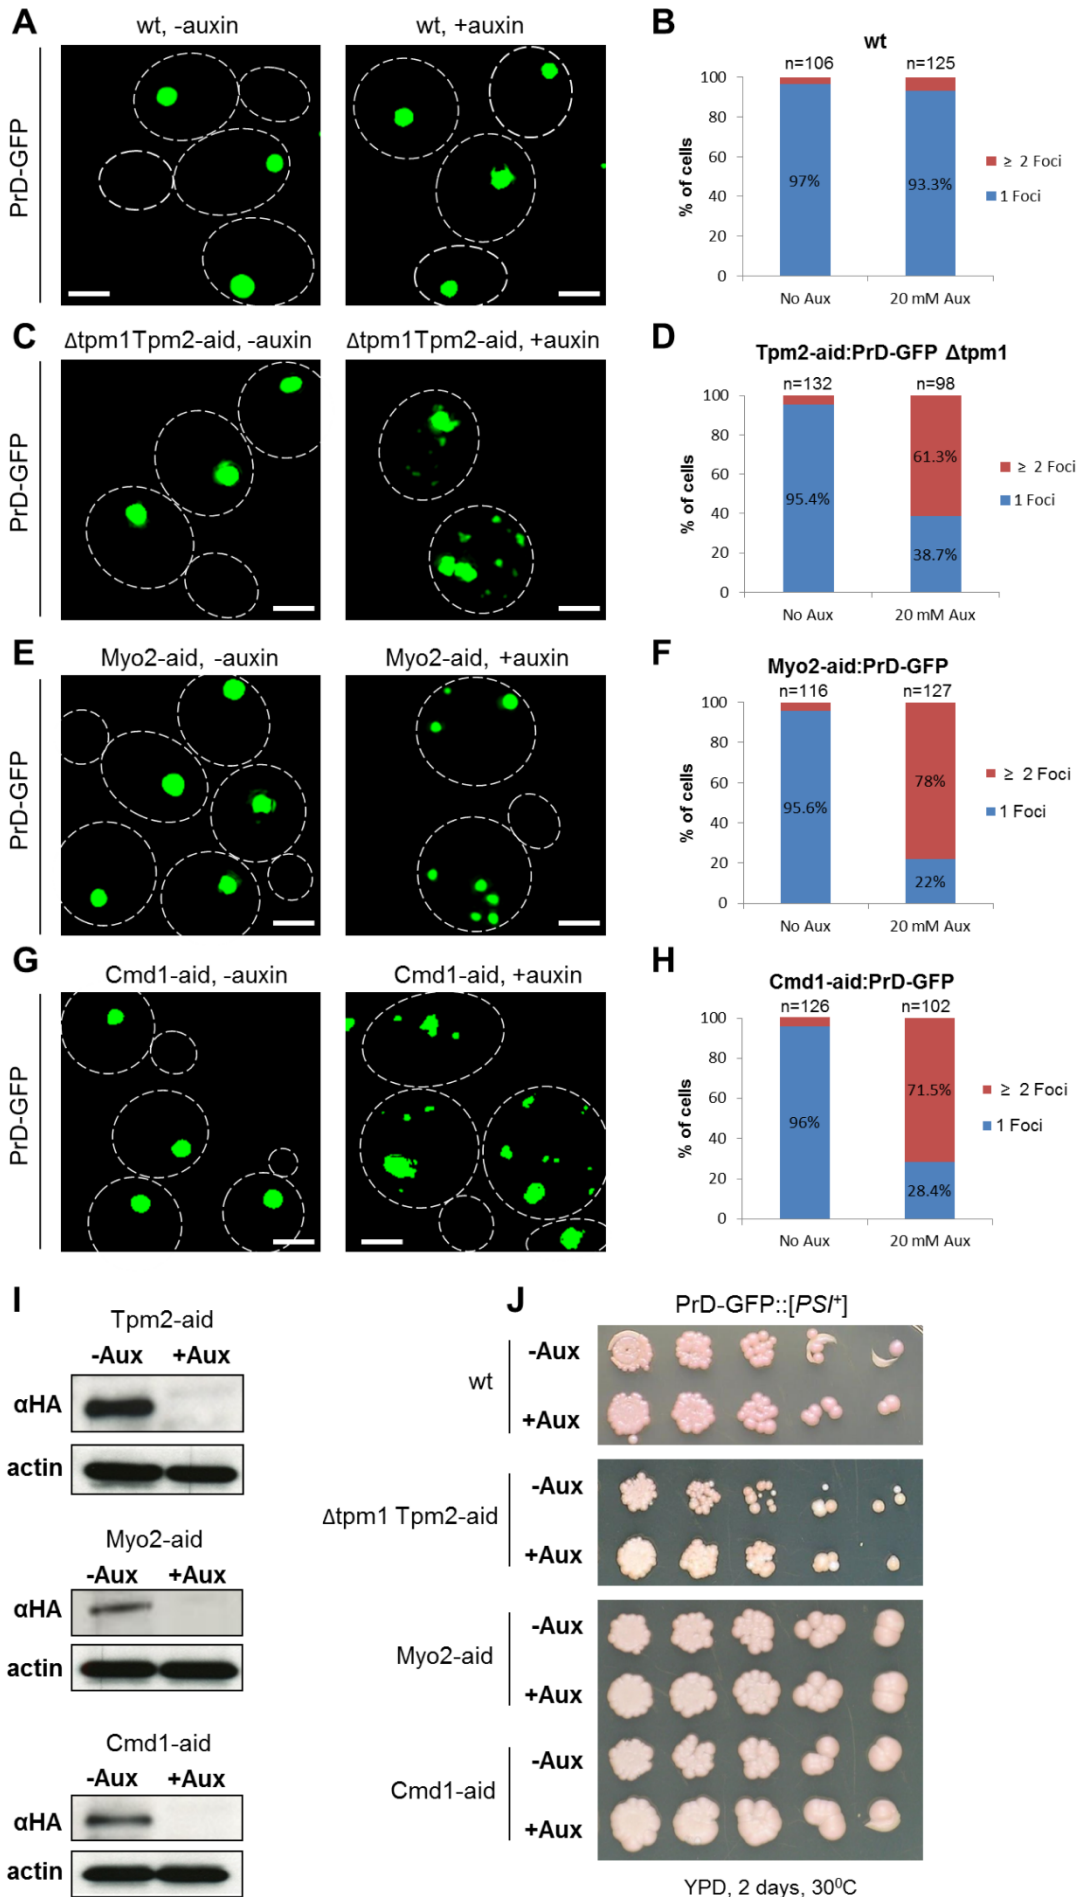 A
wt, -auxin
wt, +auxin
PrD-GFP
B
wt
n=106
n=125
100
80
60
40
20
0
% of cells
97%
93.3%
No Aux
20 mM Aux
≥ 2 Foci
1 Foci
C
Δtpm1Tpm2-aid, -auxin
Δtpm1Tpm2-aid, +auxin
PrD-GFP
D
Tpm2-aid:PrD-GFP Δtpm1
n=132
n=98
100
80
60
40
20
0
% of cells
95.4%
61.3%
38.7%
No Aux
20 mM Aux
≥ 2 Foci
1 Foci
E
Myo2-aid, -auxin
Myo2-aid, +auxin
PrD-GFP
F
Myo2-aid:PrD-GFP
n=116
n=127
100
80
60
40
20
0
% of cells
95.6%
78%
22%
No Aux
20 mM Aux
≥ 2 Foci
1 Foci
G
Cmd1-aid, -auxin
Cmd1-aid, +auxin
PrD-GFP
H
Cmd1-aid:PrD-GFP
n=126
n=102
100
80
60
40
20
0
% of cells
96%
71.5%
28.4%
No Aux
20 mM Aux
≥ 2 Foci
1 Foci
I
Tpm2-aid
-Aux +Aux
αHA
actin
Myo2-aid
-Aux +Aux
αHA
actin
Cmd1-aid
-Aux +Aux
αHA
actin
J
PrD-GFP::[PSI⁺]
wt
-Aux
+Aux
Δtpm1 Tpm2-aid
-Aux
+Aux
Myo2-aid
-Aux
+Aux
Cmd1-aid
-Aux
+Aux
YPD, 2 days, 30⁰C